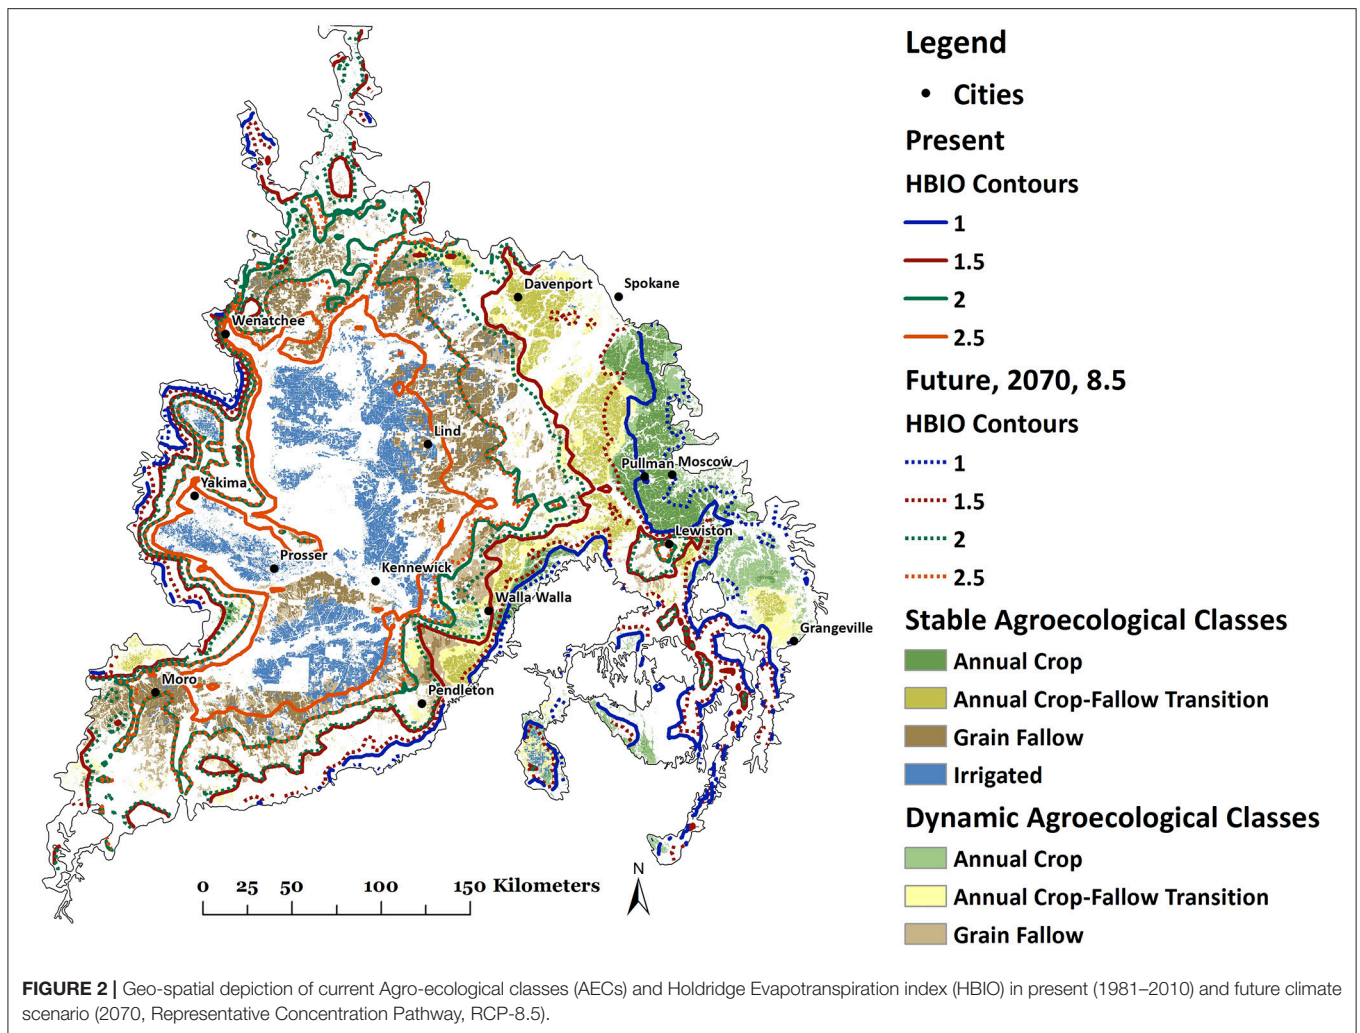 Legend
Cities
Present
HBIO Contours
1
1.5
2
2.5
Future, 2070, 8.5
HBIO Contours
1
1.5
2
2.5
Stable Agroecological Classes
Annual Crop
Annual Crop-Fallow Transition
Grain Fallow
Irrigated
Dynamic Agroecological Classes
Annual Crop
Annual Crop-Fallow Transition
Grain Fallow
Davenport
Spokane
Wenatchee
Lind
Pullman
Moscow
Yakima
Lewiston
Prosser
Kennewick
Walla Walla
Grangeville
Moro
Pendleton
N
0 25 50 100 150 Kilometers
FIGURE 2 | Geo-spatial depiction of current Agro-ecological classes (AECs) and Holdridge Evapotranspiration index (HBIO) in present (1981–2010) and future climate
scenario (2070, Representative Concentration Pathway, RCP-8.5).